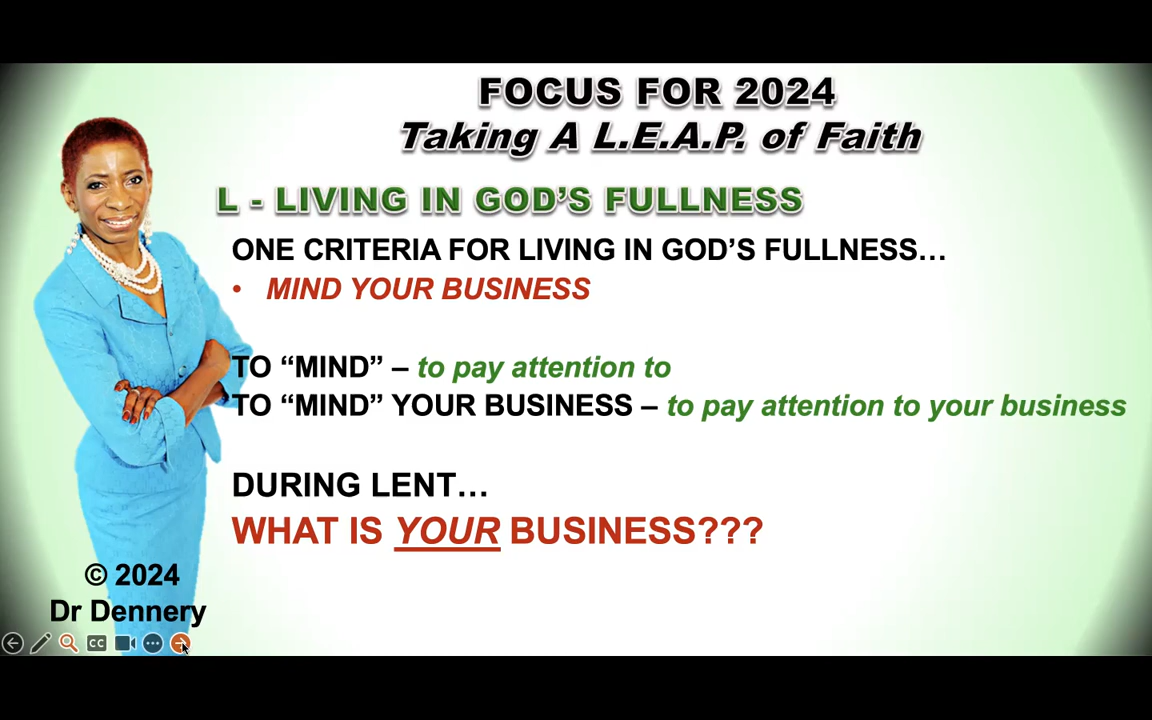 FOCUS FOR 2024
Taking A L.E.A.P. of Faith
L - LIVING IN GOD’S FULLNESS
ONE CRITERIA FOR LIVING IN GOD’S FULLNESS…
• MIND YOUR BUSINESS
TO “MIND” – to pay attention to
TO “MIND” YOUR BUSINESS – to pay attention to your business
DURING LENT…
WHAT IS YOUR BUSINESS???
© 2024
Dr Dennery
CC